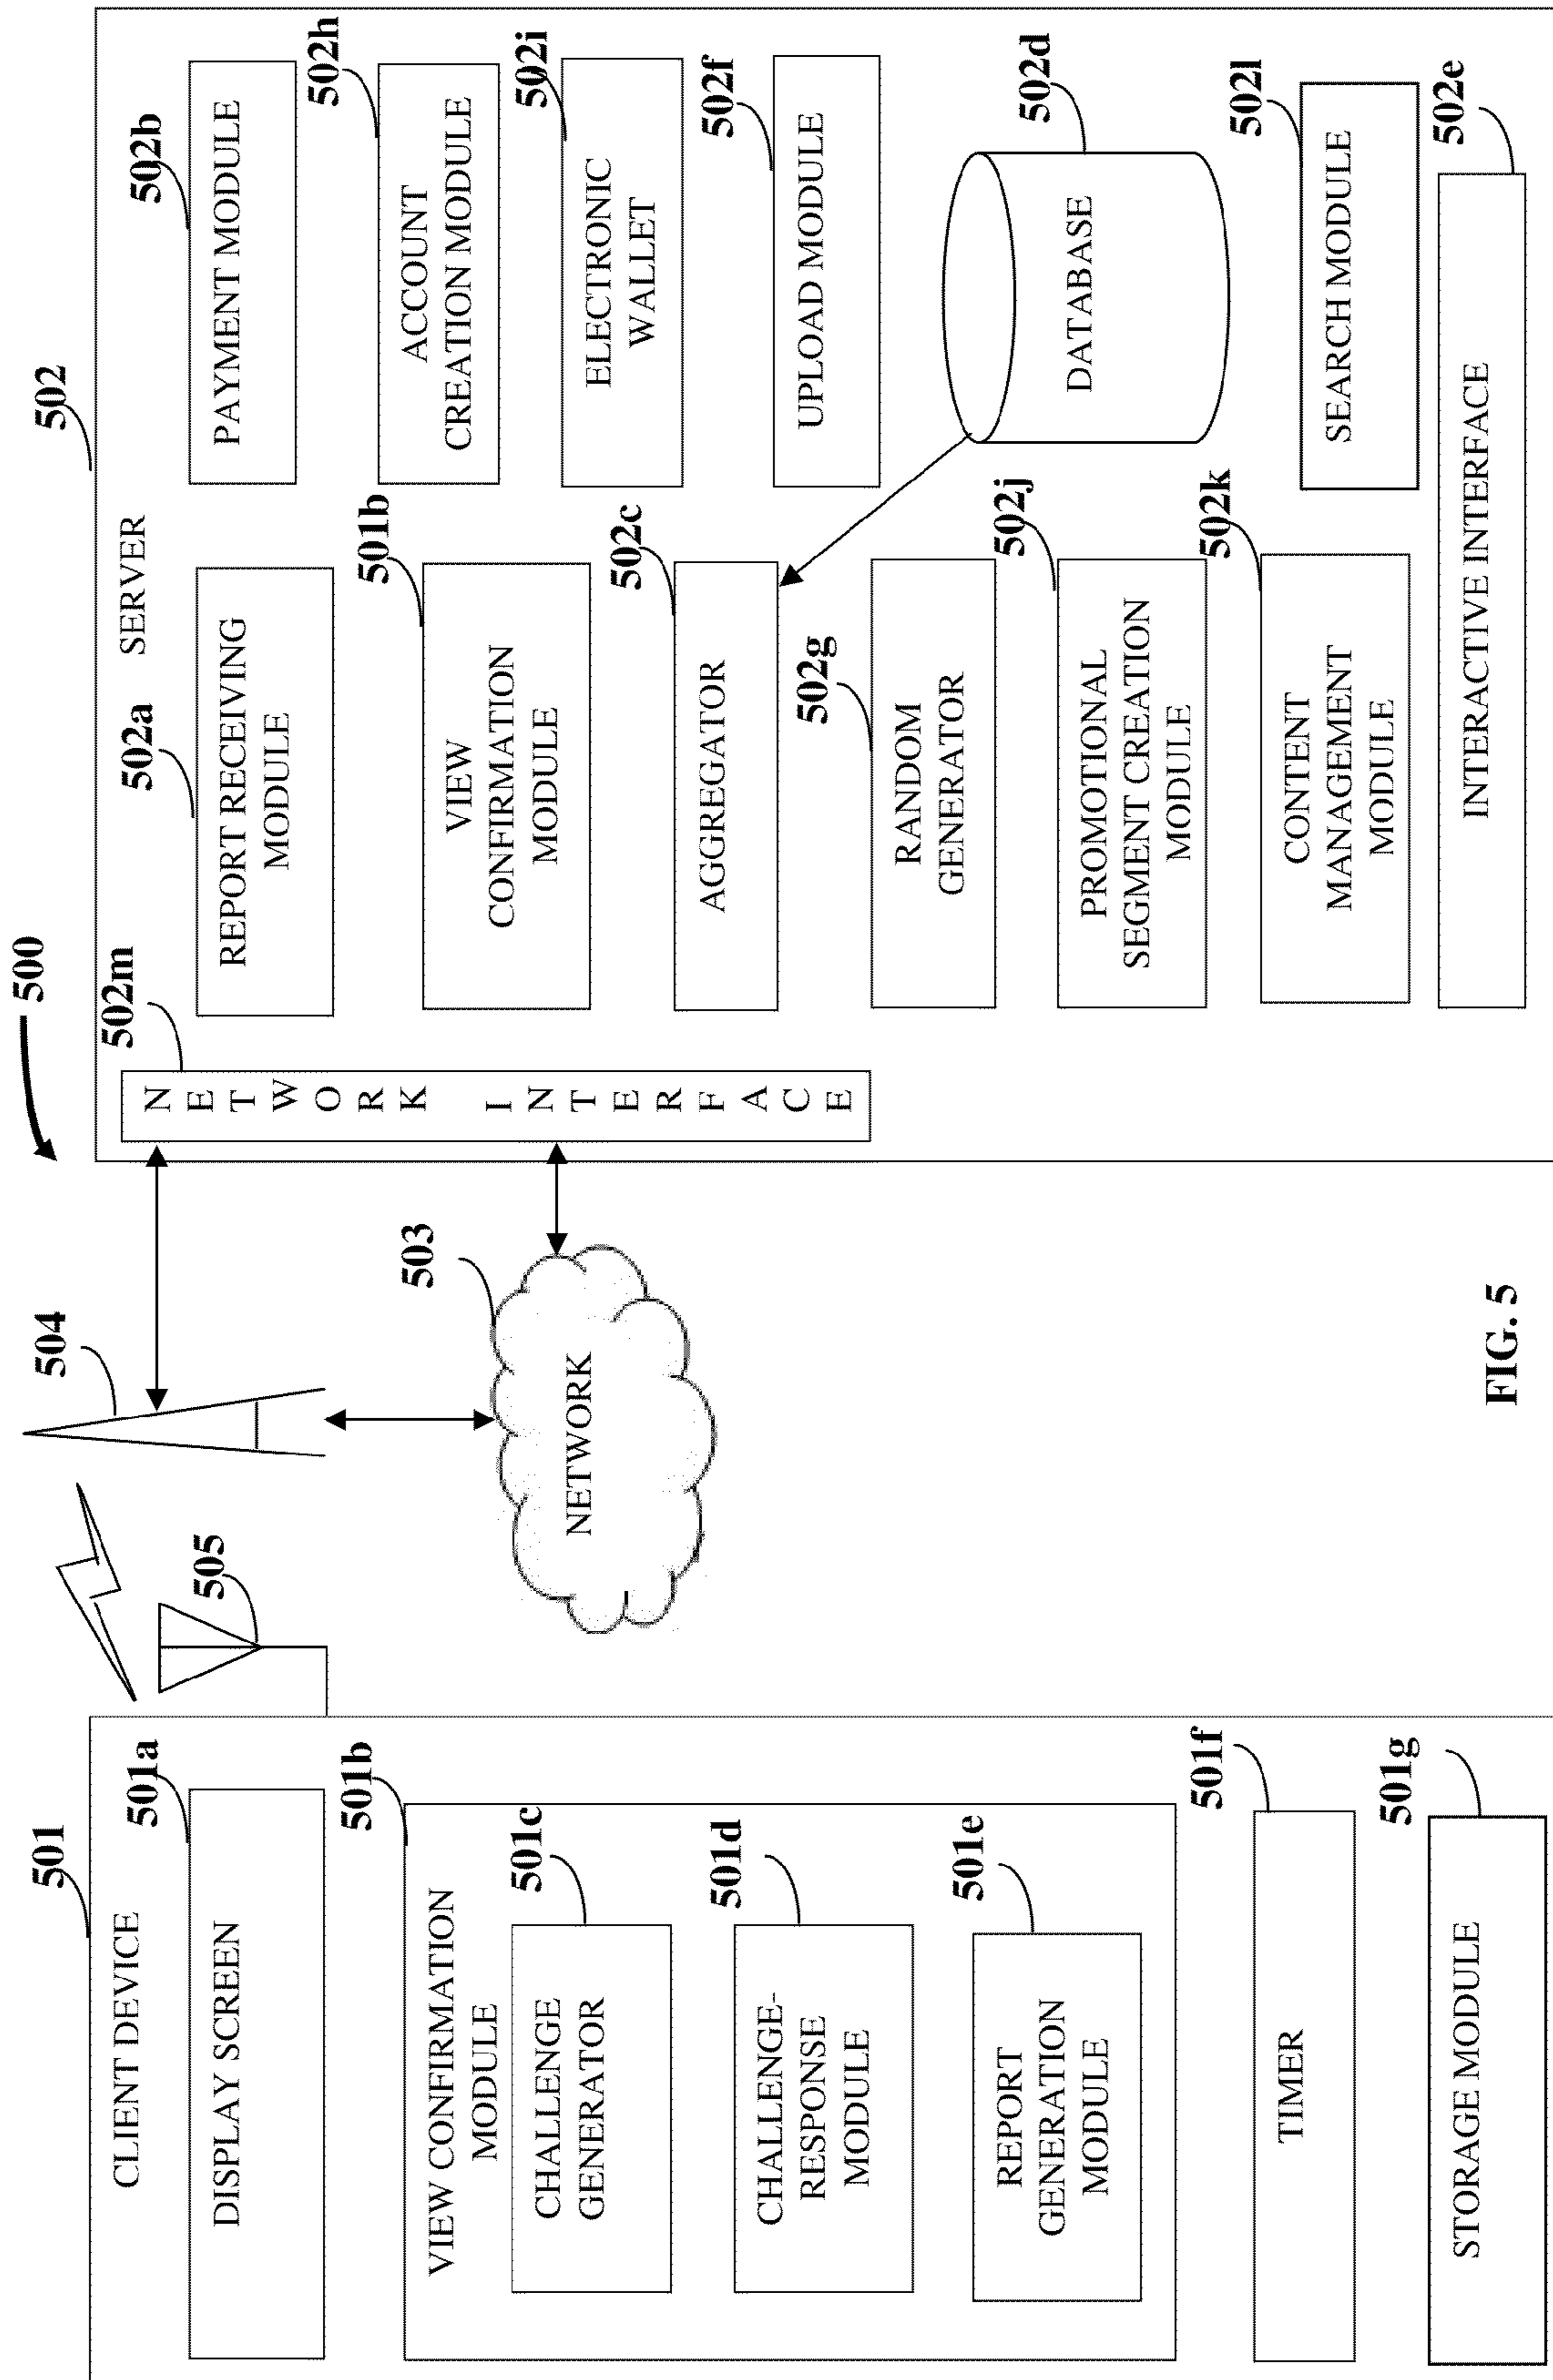 500
501
CLIENT DEVICE
501a
DISPLAY SCREEN
501b
VIEW CONFIRMATION
MODULE
501c
CHALLENGE
GENERATOR
501d
CHALLENGE-
RESPONSE
MODULE
501e
REPORT
GENERATION
MODULE
501f
TIMER
501g
STORAGE MODULE
505
504
503
NETWORK
502
SERVER
502m
NETWORK INTERFACE
502a
REPORT RECEIVING
MODULE
501b
VIEW
CONFIRMATION
MODULE
502c
AGGREGATOR
502g
RANDOM
GENERATOR
502j
PROMOTIONAL
SEGMENT CREATION
MODULE
502k
CONTENT
MANAGEMENT
MODULE
502b
PAYMENT MODULE
502h
ACCOUNT
CREATION MODULE
502i
ELECTRONIC
WALLET
502f
UPLOAD MODULE
502d
DATABASE
502l
SEARCH MODULE
502e
INTERACTIVE INTERFACE
FIG. 5